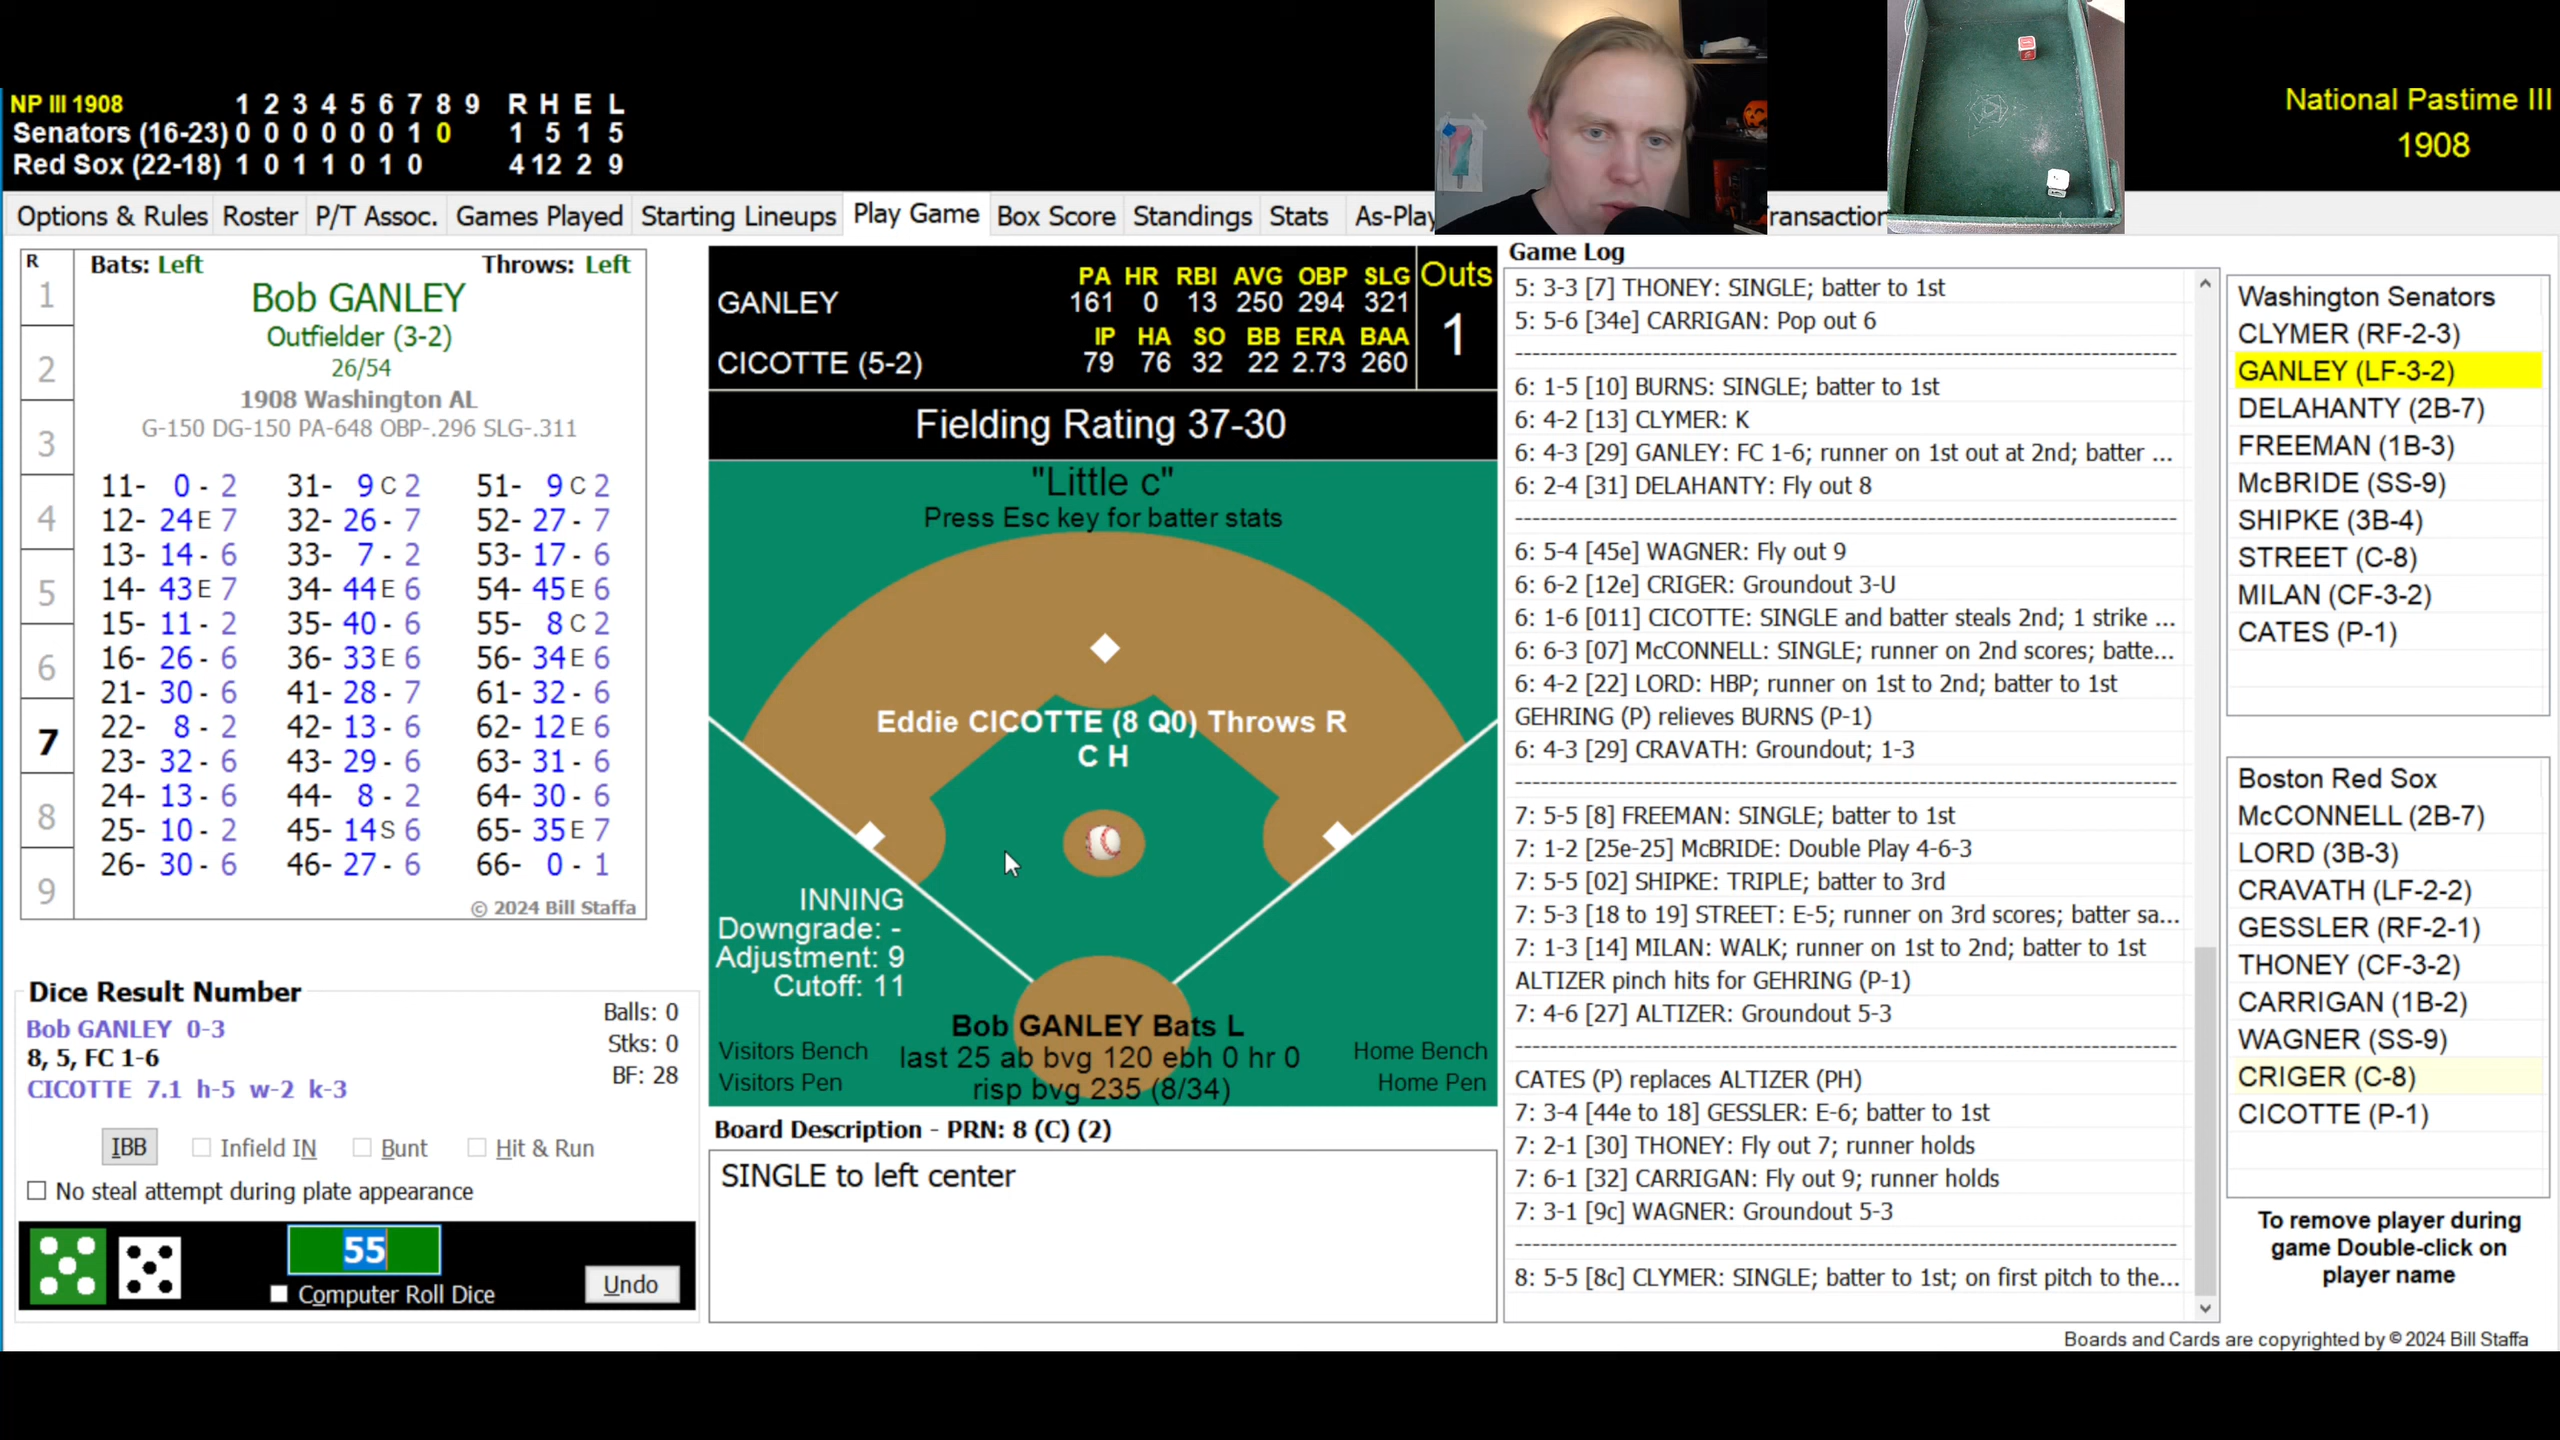 NP III 1908 1 2 3 4 5 6 7 8 9 R H E L
Senators (16-23) 0 0 0 0 0 0 1 0 1 5 1 5
Red Sox (22-18) 1 0 1 1 0 1 0 4 12 2 9
National Pastime III
1908
Options & Rules Roster P/T Assoc. Games Played Starting Lineups Play Game Box Score Standings Stats As-Play ransaction
R
1
2
3
4
5
6
7
8
9
Bats: Left Throws: Left
Bob GANLEY
Outfielder (3-2)
26/54
1908 Washington AL
G-150 DG-150 PA-648 OBP-.296 SLG-.311
11- 0 - 2 31- 9 C 2 51- 9 C 2
12- 24 E 7 32- 26 - 7 52- 27 - 7
13- 14 - 6 33- 7 - 2 53- 17 - 6
14- 43 E 7 34- 44 E 6 54- 45 E 6
15- 11 - 2 35- 40 - 6 55- 8 C 2
16- 26 - 6 36- 33 E 6 56- 34 E 6
21- 30 - 6 41- 28 - 7 61- 32 - 6
22- 8 - 2 42- 13 - 6 62- 12 E 6
23- 32 - 6 43- 29 - 6 63- 31 - 6
24- 13 - 6 44- 8 - 2 64- 30 - 6
25- 10 - 2 45- 14 S 6 65- 35 E 7
26- 30 - 6 46- 27 - 6 66- 0 - 1
© 2024 Bill Staffa
Dice Result Number
Bob GANLEY 0-3
8, 5, FC 1-6
CICOTTE 7.1 h-5 w-2 k-3
Balls: 0
Stks: 0
BF: 28
IBB Infield IN Bunt Hit & Run
No steal attempt during plate appearance
55
Computer Roll Dice
Undo
PA HR RBI AVG OBP SLG
GANLEY 161 0 13 250 294 321
IP HA SO BB ERA BAA
CICOTTE (5-2) 79 76 32 22 2.73 260
Outs
1
Fielding Rating 37-30
"Little c"
Press Esc key for batter stats
Eddie CICOTTE (8 Q0) Throws R
C H
INNING
Downgrade: -
Adjustment: 9
Cutoff: 11
Bob GANLEY Bats L
last 25 ab bvg 120 ebh 0 hr 0
risp bvg 235 (8/34)
Visitors Bench
Visitors Pen
Home Bench
Home Pen
Board Description - PRN: 8 (C) (2)
SINGLE to left center
Game Log
5: 3-3 [7] THONEY: SINGLE; batter to 1st
5: 5-6 [34e] CARRIGAN: Pop out 6
6: 1-5 [10] BURNS: SINGLE; batter to 1st
6: 4-2 [13] CLYMER: K
6: 4-3 [29] GANLEY: FC 1-6; runner on 1st out at 2nd; batter ...
6: 2-4 [31] DELAHANTY: Fly out 8
6: 5-4 [45e] WAGNER: Fly out 9
6: 6-2 [12e] CRIGER: Groundout 3-U
6: 1-6 [011] CICOTTE: SINGLE and batter steals 2nd; 1 strike ...
6: 6-3 [07] McCONNELL: SINGLE; runner on 2nd scores; batte...
6: 4-2 [22] LORD: HBP; runner on 1st to 2nd; batter to 1st
GEHRING (P) relieves BURNS (P-1)
6: 4-3 [29] CRAVATH: Groundout; 1-3
7: 5-5 [8] FREEMAN: SINGLE; batter to 1st
7: 1-2 [25e-25] McBRIDE: Double Play 4-6-3
7: 5-5 [02] SHIPKE: TRIPLE; batter to 3rd
7: 5-3 [18 to 19] STREET: E-5; runner on 3rd scores; batter sa...
7: 1-3 [14] MILAN: WALK; runner on 1st to 2nd; batter to 1st
ALTIZER pinch hits for GEHRING (P-1)
7: 4-6 [27] ALTIZER: Groundout 5-3
CATES (P) replaces ALTIZER (PH)
7: 3-4 [44e to 18] GESSLER: E-6; batter to 1st
7: 2-1 [30] THONEY: Fly out 7; runner holds
7: 6-1 [32] CARRIGAN: Fly out 9; runner holds
7: 3-1 [9c] WAGNER: Groundout 5-3
8: 5-5 [8c] CLYMER: SINGLE; batter to 1st; on first pitch to the...
Washington Senators
CLYMER (RF-2-3)
GANLEY (LF-3-2)
DELAHANTY (2B-7)
FREEMAN (1B-3)
McBRIDE (SS-9)
SHIPKE (3B-4)
STREET (C-8)
MILAN (CF-3-2)
CATES (P-1)
Boston Red Sox
McCONNELL (2B-7)
LORD (3B-3)
CRAVATH (LF-2-2)
GESSLER (RF-2-1)
THONEY (CF-3-2)
CARRIGAN (1B-2)
WAGNER (SS-9)
CRIGER (C-8)
CICOTTE (P-1)
To remove player during
game Double-click on
player name
Boards and Cards are copyrighted by © 2024 Bill Staffa